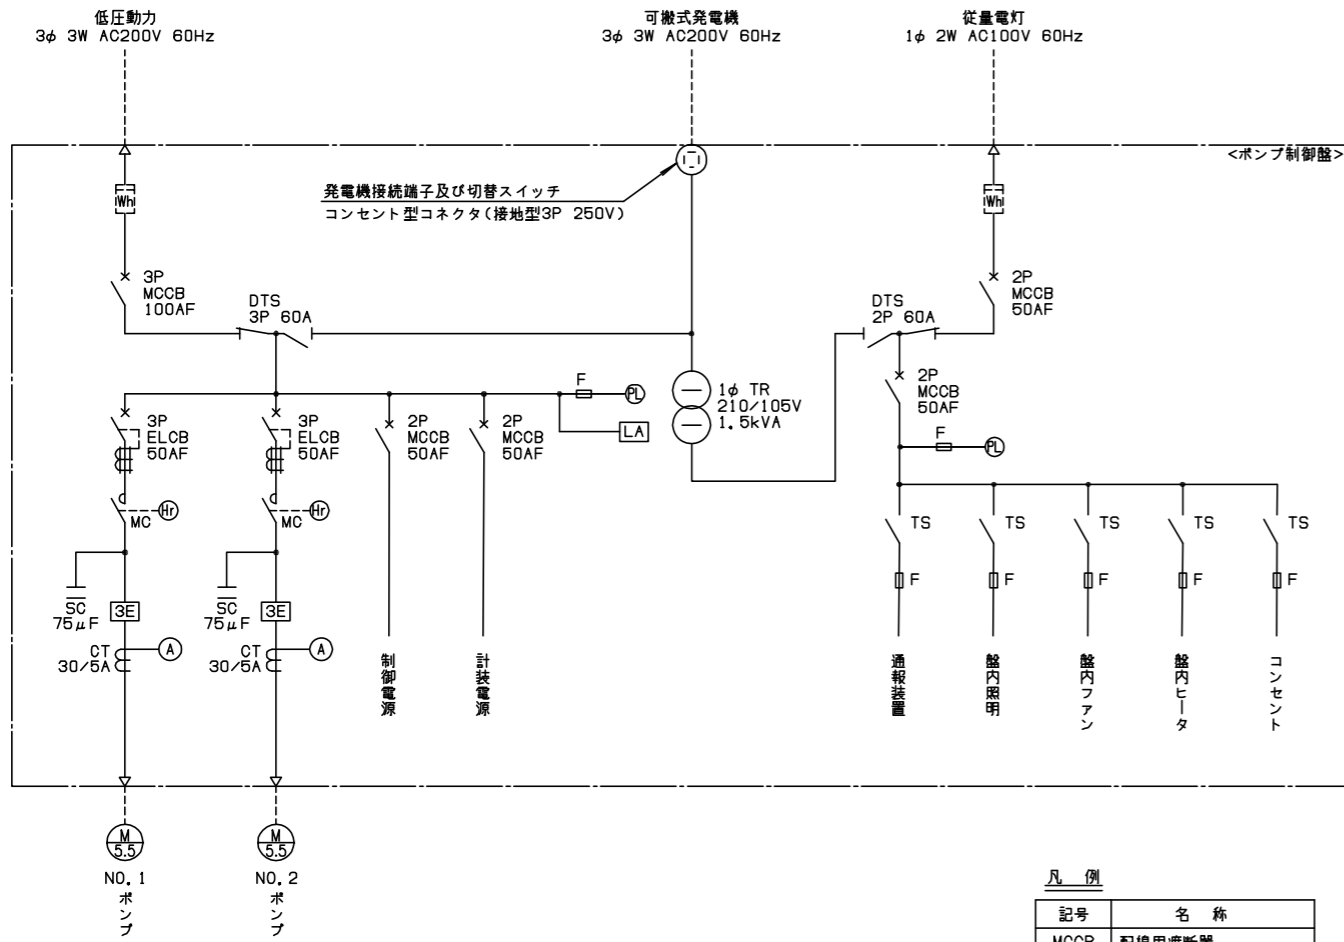 低圧動力
3φ 3W AC200V 60Hz
可搬式発電機
3φ 3W AC200V 60Hz
従量電灯
1φ 2W AC100V 60Hz
<ポンプ制御盤>
発電機接続端子及び切替スイッチ
コンセント型コネクタ(接地型3P 250V)
Wh
Wh
3P
MCCB
100AF
2P
MCCB
50AF
DTS
3P 60A
DTS
2P 60A
F
PL
LA
1φ TR
210/105V
1.5kVA
2P
MCCB
50AF
F
PL
3P
ELCB
50AF
3P
ELCB
50AF
2P
MCCB
50AF
2P
MCCB
50AF
MC
Hr
MC
Hr
TS
TS
TS
TS
TS
F
F
F
F
F
SC
75μF
3E
SC
75μF
3E
CT
30/5A
A
CT
30/5A
A
制御電源
計装電源
通報装置
盤内照明
盤内ファン
盤内ヒータ
コンセント
M
5.5
M
5.5
NO.1
ポンプ
NO.2
ポンプ
凡 例
記号 名 称
MCCB 配線用遮断器